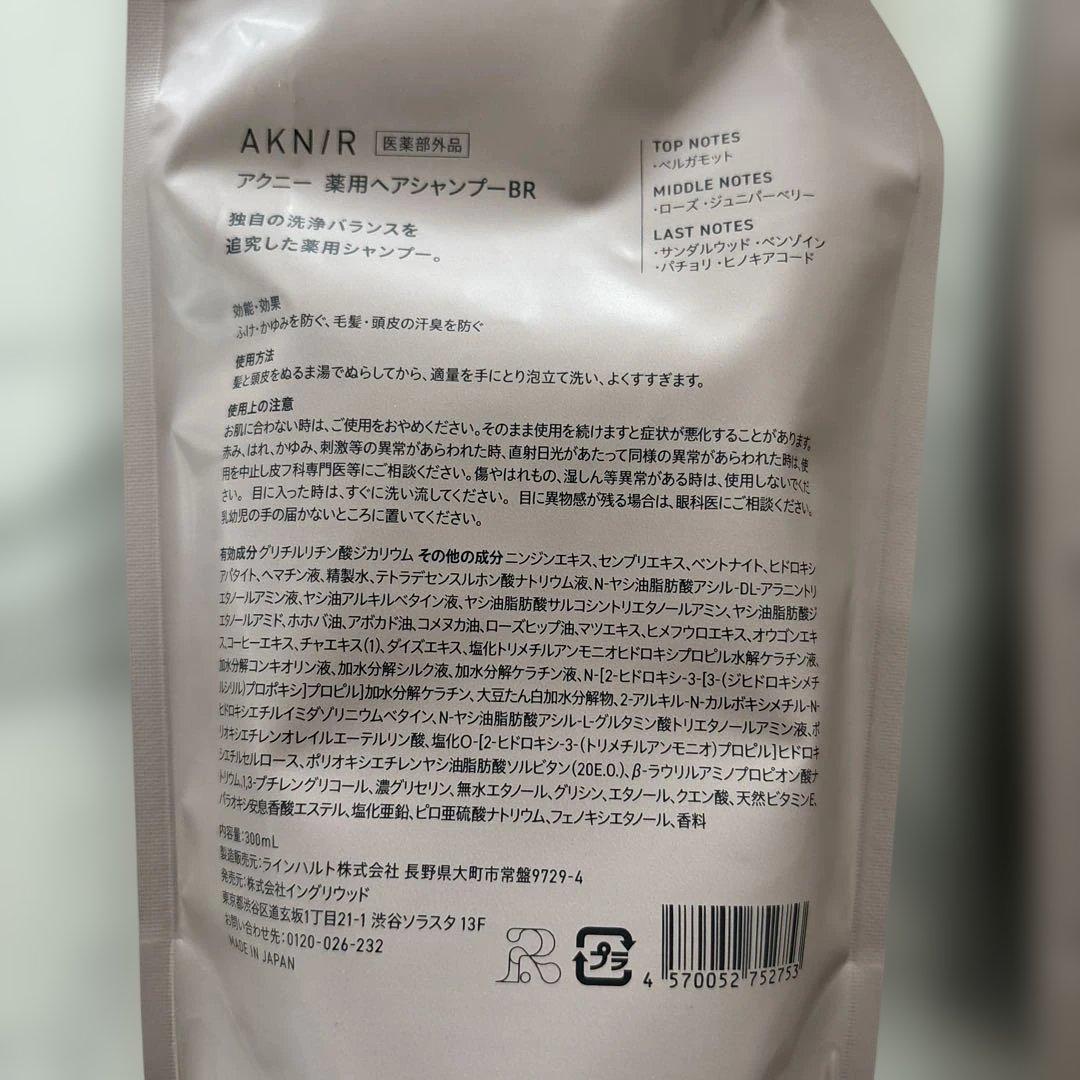 AKN/R 医薬部外品
アクニー 薬用ヘアシャンプーBR
独自の洗浄バランスを
追究した薬用シャンプー。
TOP NOTES
・ベルガモット
MIDDLE NOTES
・ローズ・ジュニパーベリー
LAST NOTES
・サンダルウッド・ベンゾイン
・パチョリ・ヒノキアコード
効能・効果
ふけ・かゆみを防ぐ、毛髪・頭皮の汗臭を防ぐ
使用方法
髪と頭皮をぬるま湯でぬらしてから、適量を手にとり泡立て洗い、よくすすぎます。
使用上の注意
お肌に合わない時は、ご使用をおやめください。そのまま使用を続けますと症状が悪化することがあります。
赤み、はれ、かゆみ、刺激等の異常があらわれた時、直射日光があたって同様の異常があらわれた時は、使
用を中止し皮フ科専門医等にご相談ください。傷やはれもの、湿しん等異常がある時は、使用しないでくだ
さい。 目に入った時は、すぐに洗い流してください。 目に異物感が残る場合は、眼科医にご相談ください。
乳幼児の手の届かないところに置いてください。
有効成分 グリチルリチン酸ジカリウム その他の成分 ニンジンエキス、センブリエキス、ベントナイト、ヒドロキシ
アパタイト、ヘマチン液、精製水、テトラデセンスルホン酸ナトリウム液、N-ヤシ油脂肪酸アシル-DL-アラニントリ
エタノールアミン液、ヤシ油アルキルベタイン液、ヤシ油脂肪酸サルコシントリエタノールアミン、ヤシ油脂肪酸ジ
エタノールアミド、ホホバ油、アボカド油、コメヌカ油、ローズヒップ油、マツエキス、ヒメフウロエキス、オウゴンエキ
ス、コーヒーエキス、チャエキス(1)、ダイズエキス、塩化トリメチルアンモニオヒドロキシプロピル水解ケラチン液、
加水分解コンキオリン液、加水分解シルク液、加水分解ケラチン液、N-[2-ヒドロキシ-3-[3-(ジヒドロキシメチ
ルシリル)プロポキシ]プロピル]加水分解ケラチン、大豆たん白加水分解物、2-アルキル-N-カルボキシメチル-N-
ヒドロキシエチルイミダゾリニウムベタイン、N-ヤシ油脂肪酸アシル-L-グルタミン酸トリエタノールアミン液、ポ
リオキシエチレンオレイルエーテルリン酸、塩化O-[2-ヒドロキシ-3-(トリメチルアンモニオ)プロピル]ヒドロキ
シエチルセルロース、ポリオキシエチレンヤシ油脂肪酸ソルビタン(20E.O.)、β-ラウリルアミノプロピオン酸ナ
トリウム、1,3-ブチレングリコール、濃グリセリン、無水エタノール、グリシン、エタノール、クエン酸、天然ビタミンE、
パラオキシ安息香酸エステル、塩化亜鉛、ピロ亜硫酸ナトリウム、フェノキシエタノール、香料
内容量:300mL
製造販売元:ラインハルト株式会社 長野県大町市常盤9729-4
発売元:株式会社イングリウッド
東京都渋谷区道玄坂1丁目21-1 渋谷ソラスタ 13F
お問い合わせ先:0120-026-232
MADE IN JAPAN
R
プラ
4 570052 752753